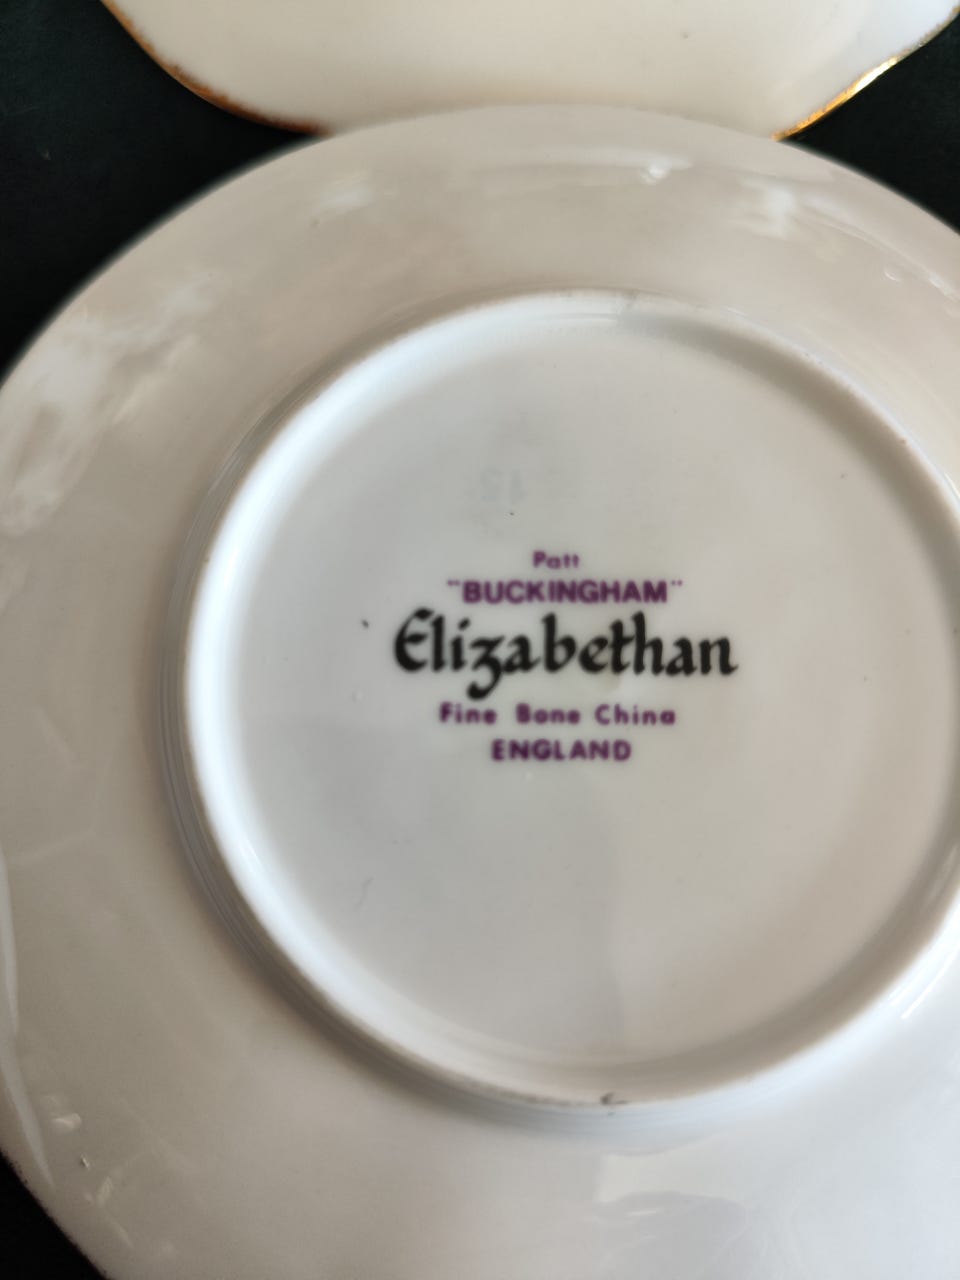 Patt
"BUCKINGHAM"
Elizabethan
Fine Bone China
ENGLAND